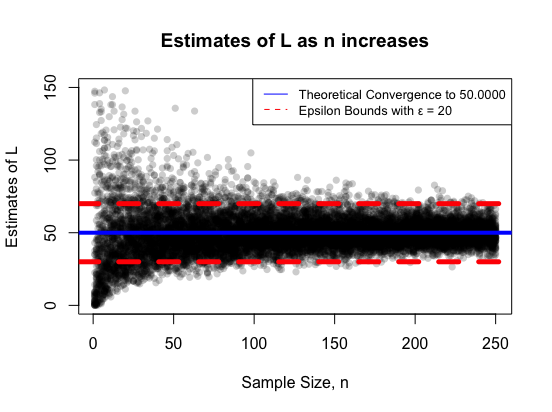 Estimates of L as n increases
Theoretical Convergence to 50.0000
Epsilon Bounds with ε = 20
150
100
50
0
Estimates of L
0 50 100 150 200 250
Sample Size, n